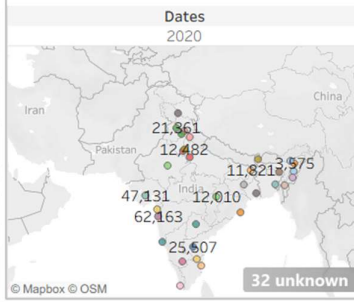 Dates
2020
China
Iran
21,361
Pakistan
12,482
3,575
11,821
India
47,131
12,010
62,163
25,607
32 unknown
© Mapbox © OSM